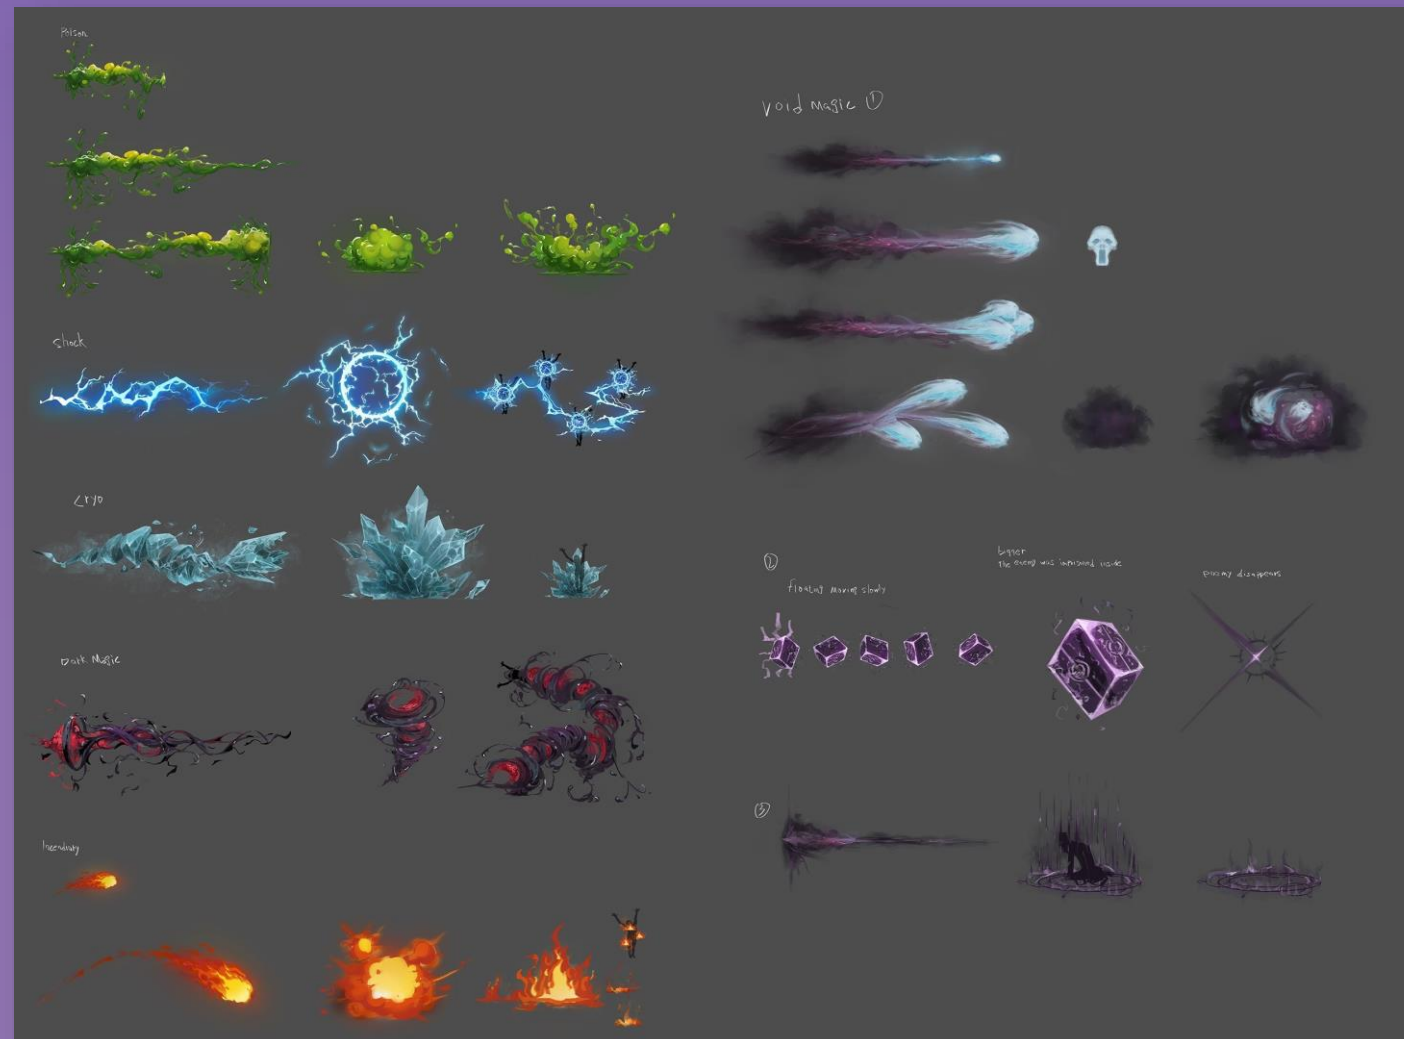 Poison
Shock
Cryo
Dark Magic
Incendiary
Void Magic ①
②
floating moving slowly
bigger
The enemy was imprisoned inside
enemy disappears
③